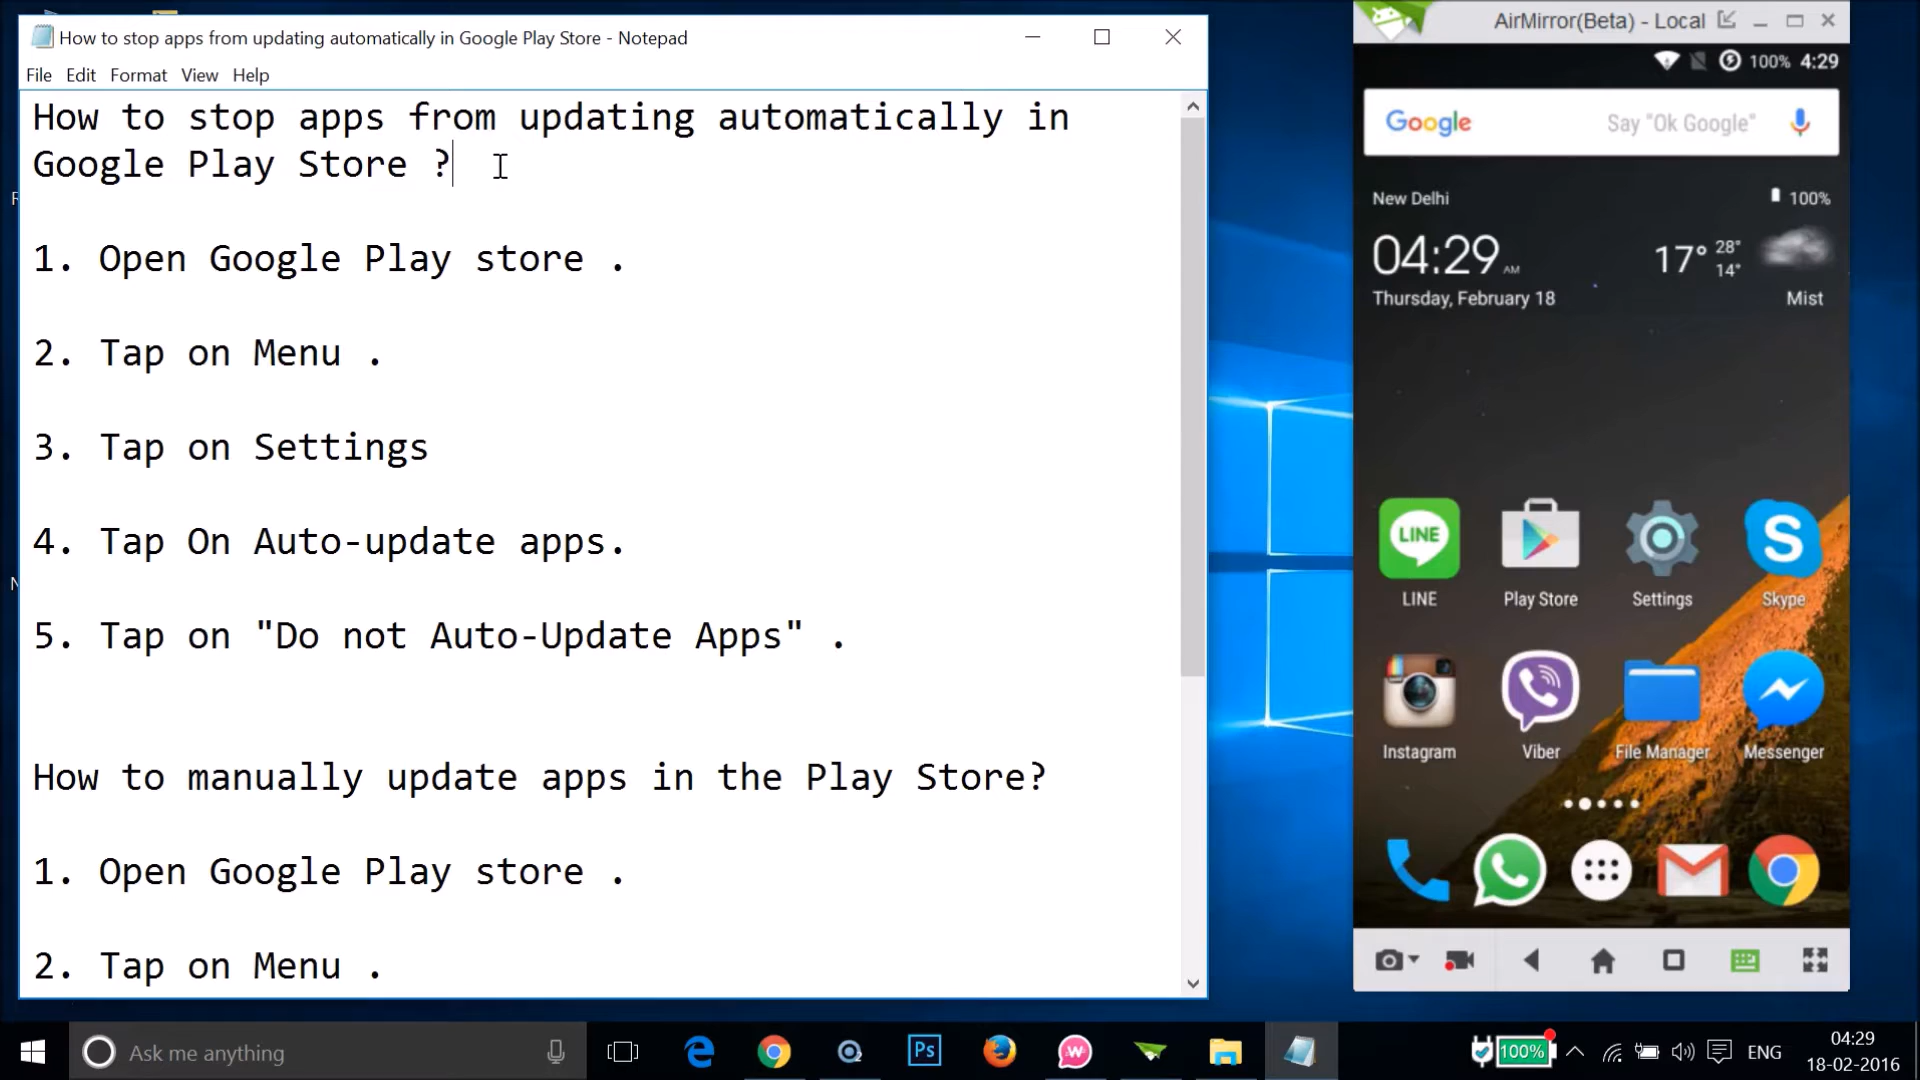 How to stop apps from updating automatically in Google Play Store - Notepad
File Edit Format View Help
How to stop apps from updating automatically in
Google Play Store ?
1. Open Google Play store .
2. Tap on Menu .
3. Tap on Settings
4. Tap On Auto-update apps.
5. Tap on "Do not Auto-Update Apps" .
How to manually update apps in the Play Store?
1. Open Google Play store .
2. Tap on Menu .
AirMirror(Beta) - Local
100% 4:29
Google Say "Ok Google"
New Delhi 100%
04:29 AM 17° 28° 14°
Thursday, February 18 Mist
LINE
LINE Play Store Settings Skype
Instagram Viber File Manager Messenger
Ask me anything
Ps
100%
ENG
04:29
18-02-2016